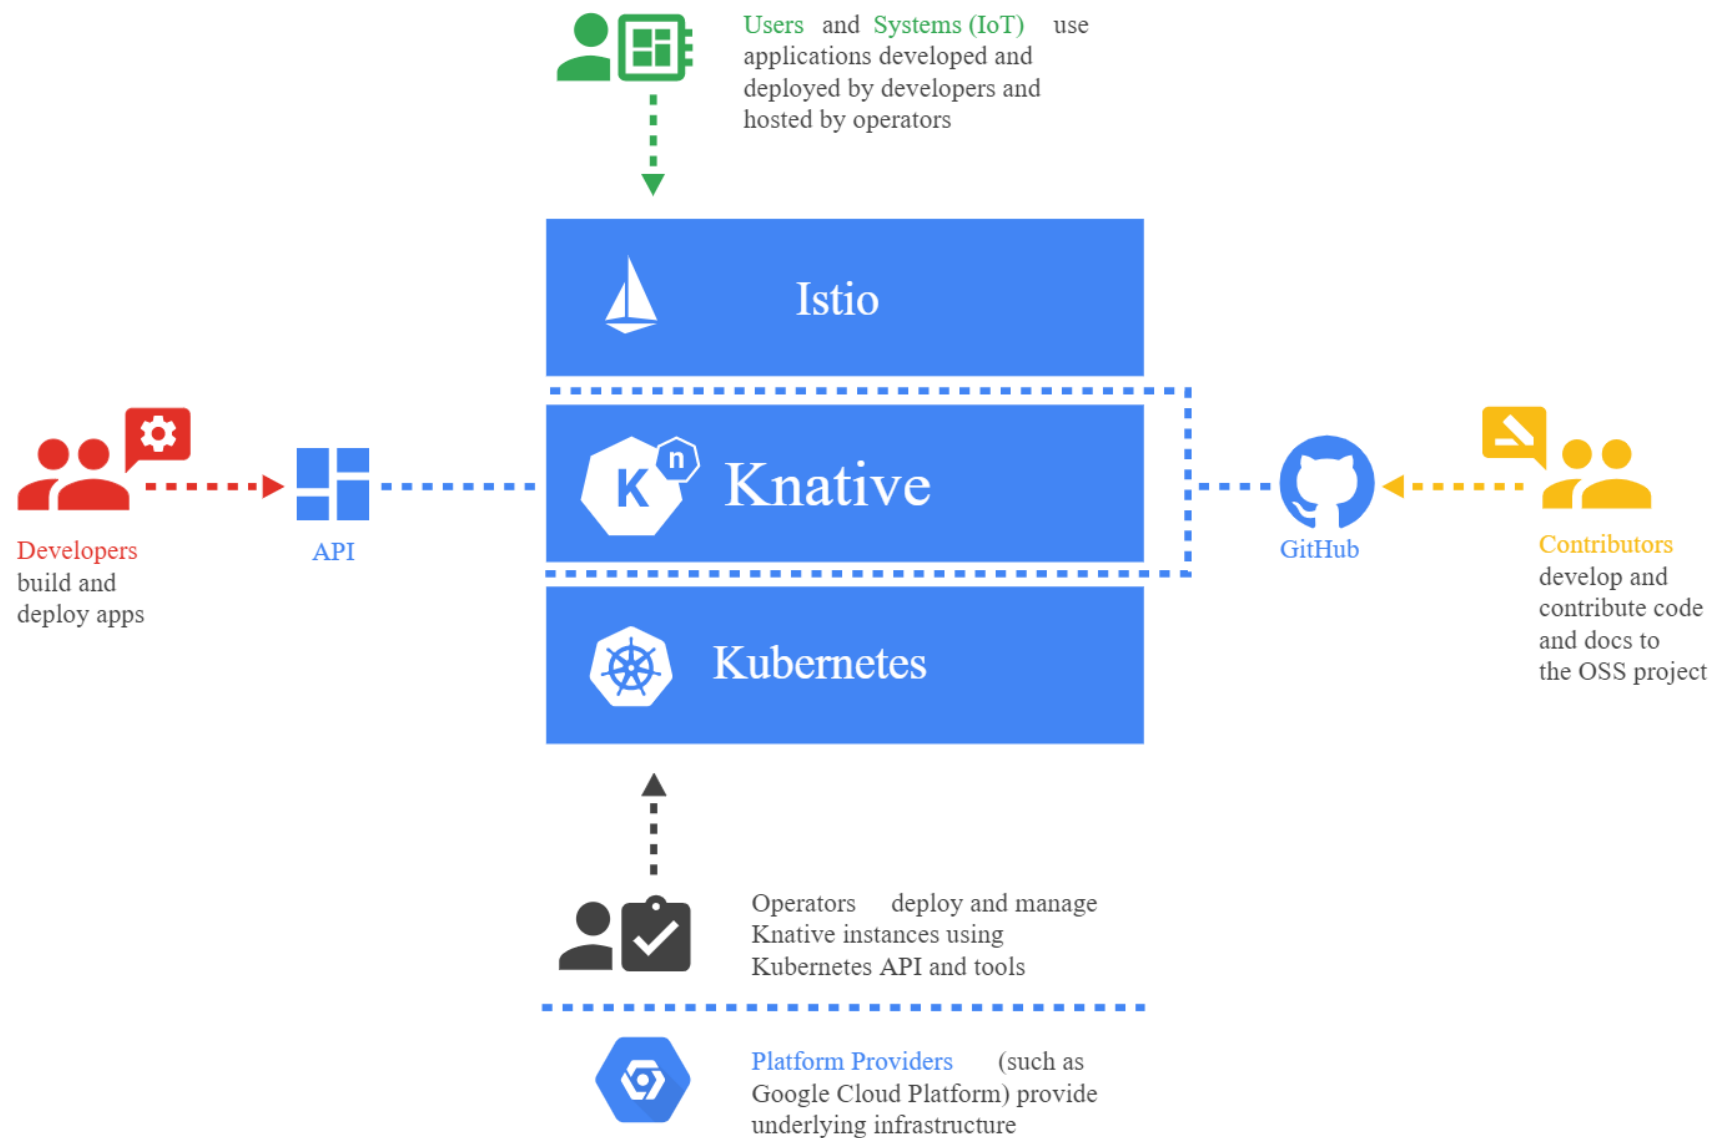 Users and Systems (IoT) use
applications developed and
deployed by developers and
hosted by operators
Istio
K n Knative
Kubernetes
Developers
build and
deploy apps
API
GitHub
Contributors
develop and
contribute code
and docs to
the OSS project
Operators deploy and manage
Knative instances using
Kubernetes API and tools
Platform Providers (such as
Google Cloud Platform) provide
underlying infrastructure